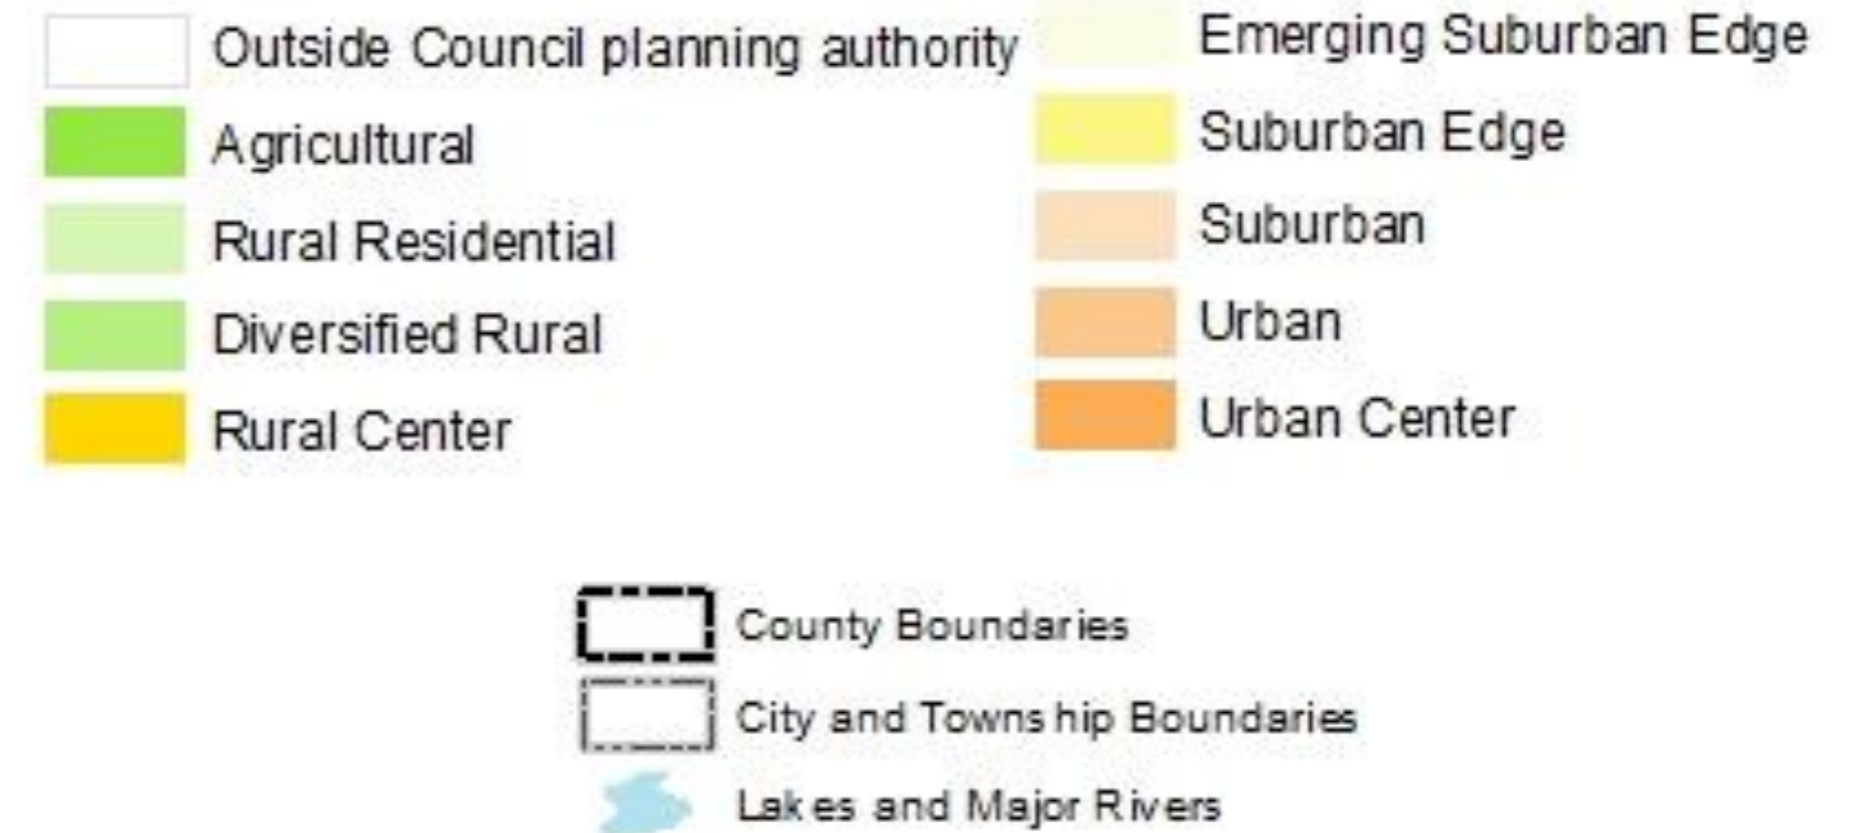 Outside Council planning authority
Agricultural
Rural Residential
Diversified Rural
Rural Center
Emerging Suburban Edge
Suburban Edge
Suburban
Urban
Urban Center
County Boundaries
City and Township Boundaries
Lakes and Major Rivers